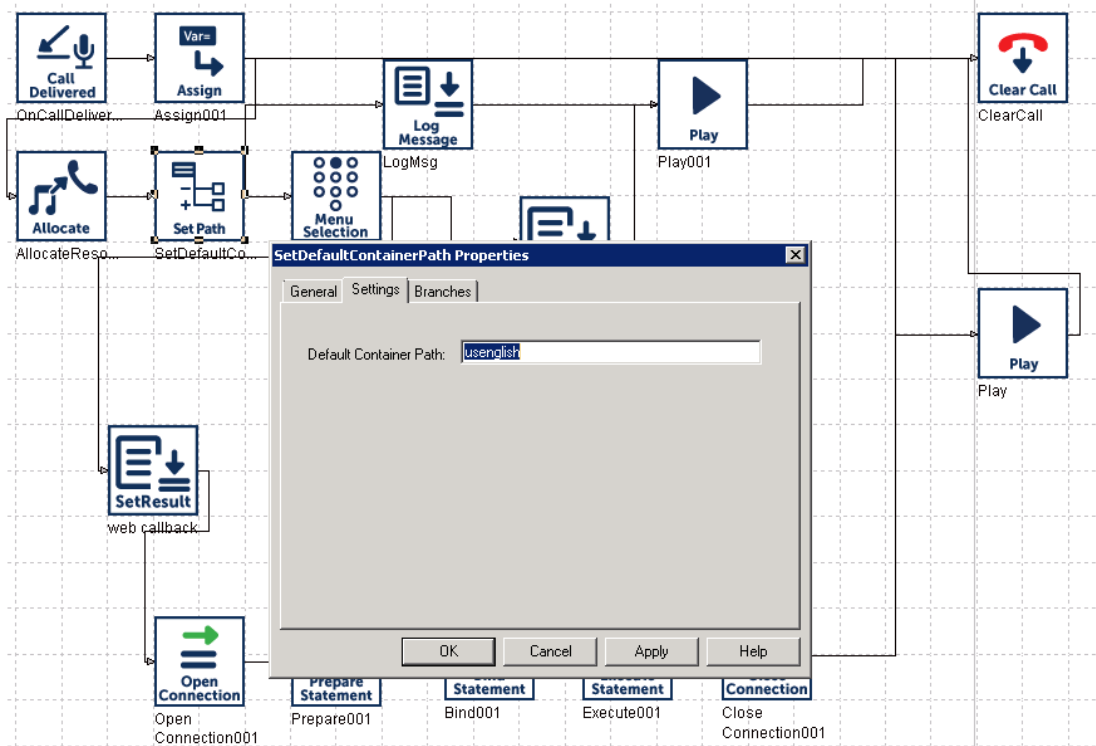 Call
Delivered
OnCallDeliver...
Var=
Assign
Assign001
Log
Message
LogMsg
Play
Play001
Clear Call
ClearCall
Allocate
AllocateReso...
Set Path
SetDefaultCo...
Menu
Selection
SetDefaultContainerPath Properties
General
Settings
Branches
Default Container Path:
usenglish
OK
Cancel
Apply
Help
Play
Play
SetResult
web callback
Open
Connection
Open
Connection001
Prepare
Statement
Prepare001
Statement
Bind001
Execute
Statement
Execute001
Close
Connection
Close
Connection001